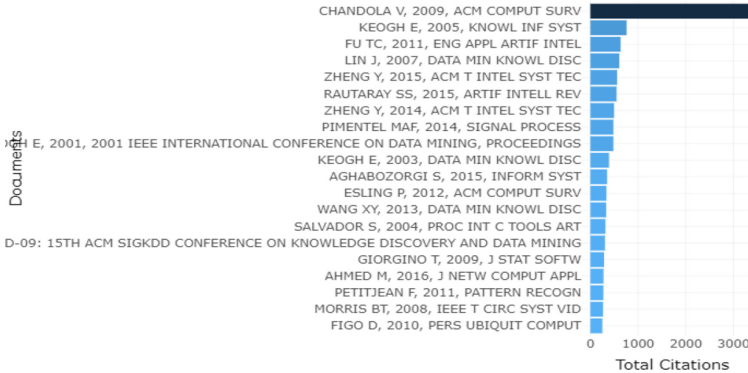 CHANDOLA V, 2009, ACM COMPUT SURV
KEOGH E, 2005, KNOWL INF SYST
FU TC, 2011, ENG APPL ARTIF INTEL
LIN J, 2007, DATA MIN KNOWL DISC
ZHENG Y, 2015, ACM T INTEL SYST TEC
RAUTARAY SS, 2015, ARTIF INTELL REV
ZHENG Y, 2014, ACM T INTEL SYST TEC
PIMENTEL MAF, 2014, SIGNAL PROCESS
E, 2001, 2001 IEEE INTERNATIONAL CONFERENCE ON DATA MINING, PROCEEDINGS
KEOGH E, 2003, DATA MIN KNOWL DISC
AGHABOZORGI S, 2015, INFORM SYST
ESLING P, 2012, ACM COMPUT SURV
WANG XY, 2013, DATA MIN KNOWL DISC
SALVADOR S, 2004, PROC INT C TOOLS ART
D-09: 15TH ACM SIGKDD CONFERENCE ON KNOWLEDGE DISCOVERY AND DATA MINING
GIORGINO T, 2009, J STAT SOFTW
AHMED M, 2016, J NETW COMPUT APPL
PETITJEAN F, 2011, PATTERN RECOGN
MORRIS BT, 2008, IEEE T CIRC SYST VID
FIGO D, 2010, PERS UBIQUIT COMPUT
Documents
0 1000 2000 3000
Total Citations